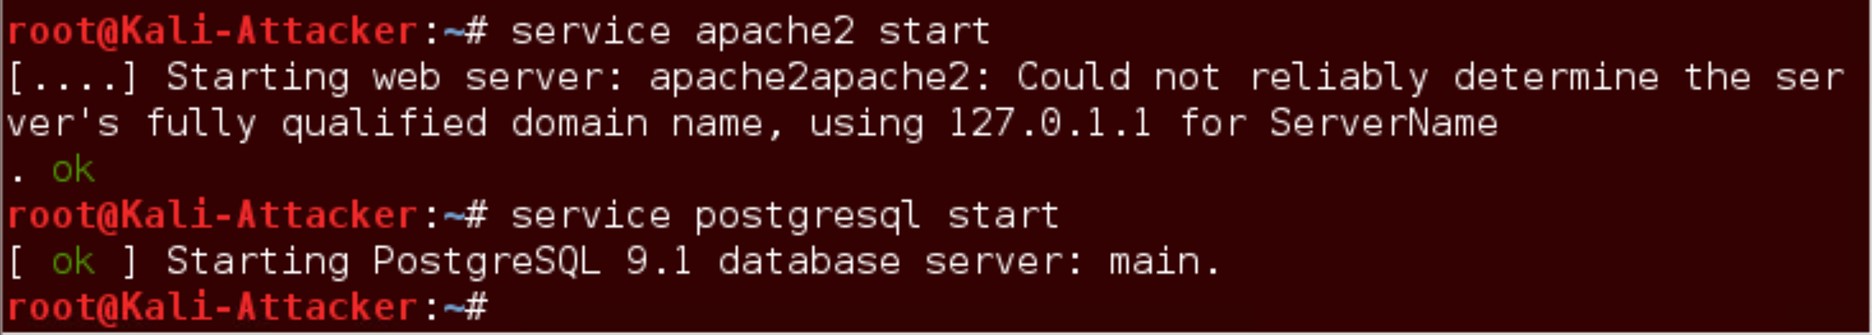 root@Kali-Attacker:~# service apache2 start
[....] Starting web server: apache2apache2: Could not reliably determine the ser
ver's fully qualified domain name, using 127.0.1.1 for ServerName
. ok
root@Kali-Attacker:~# service postgresql start
[ ok ] Starting PostgreSQL 9.1 database server: main.
root@Kali-Attacker:~#